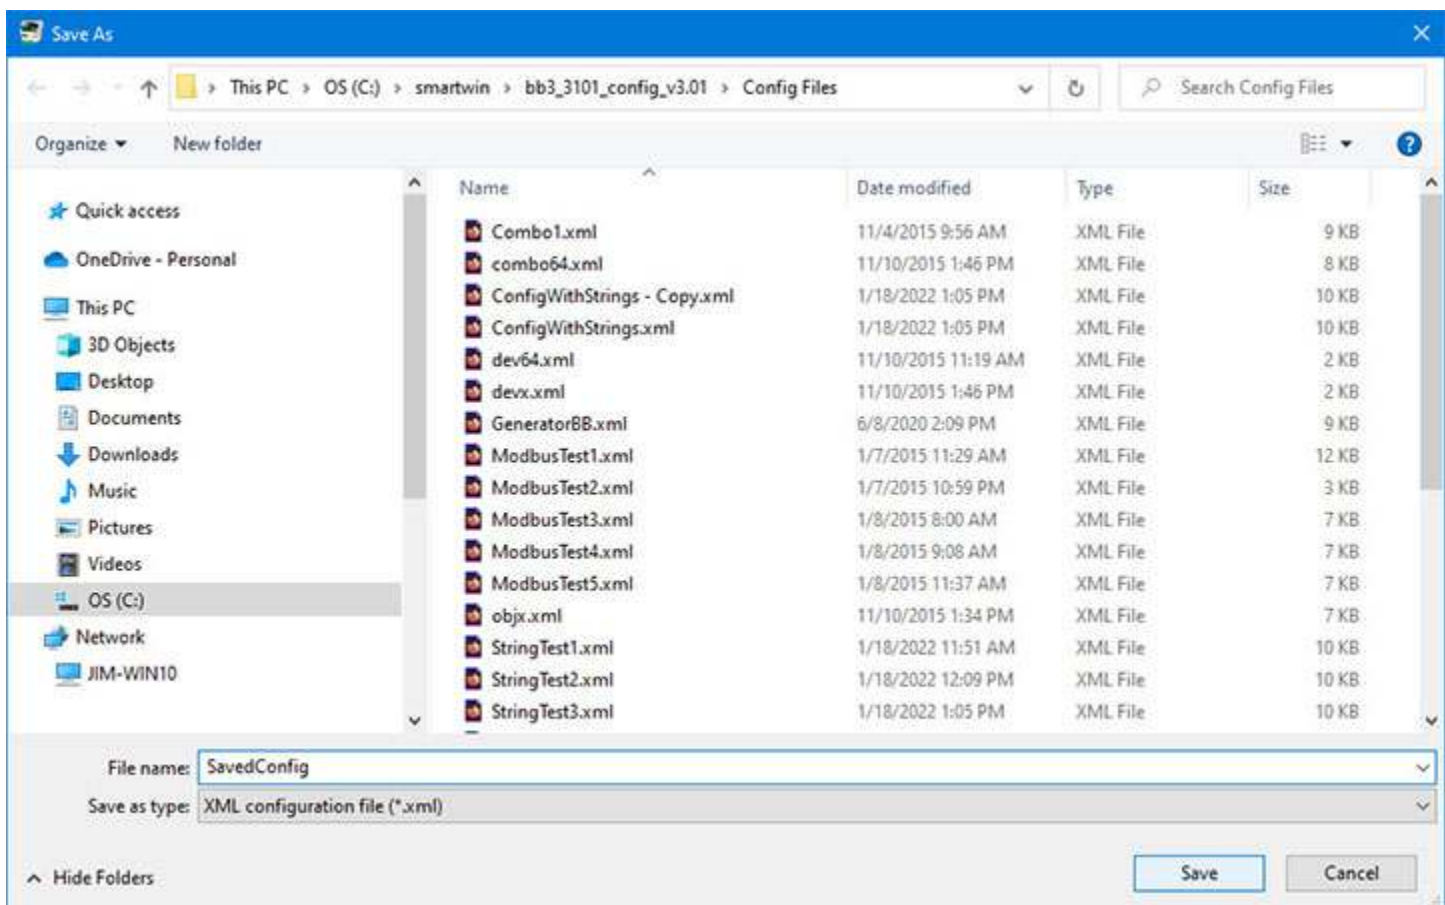 Save As
This PC > OS (C:) > smartwin > bb3_3101_config_v3.01 > Config Files
Search Config Files
Organize
New folder
?
Quick access
OneDrive - Personal
This PC
3D Objects
Desktop
Documents
Downloads
Music
Pictures
Videos
OS (C:)
Network
JIM-WIN10
Name Date modified Type Size
Combo1.xml 11/4/2015 9:56 AM XML File 9 KB
combo64.xml 11/10/2015 1:46 PM XML File 8 KB
ConfigWithStrings - Copy.xml 1/18/2022 1:05 PM XML File 10 KB
ConfigWithStrings.xml 1/18/2022 1:05 PM XML File 10 KB
dev64.xml 11/10/2015 11:19 AM XML File 2 KB
devx.xml 11/10/2015 1:46 PM XML File 2 KB
GeneratorBB.xml 6/8/2020 2:09 PM XML File 9 KB
ModbusTest1.xml 1/7/2015 11:29 AM XML File 12 KB
ModbusTest2.xml 1/7/2015 10:59 PM XML File 3 KB
ModbusTest3.xml 1/8/2015 8:00 AM XML File 7 KB
ModbusTest4.xml 1/8/2015 9:08 AM XML File 7 KB
ModbusTest5.xml 1/8/2015 11:37 AM XML File 7 KB
objx.xml 11/10/2015 1:34 PM XML File 7 KB
StringTest1.xml 1/18/2022 11:51 AM XML File 10 KB
StringTest2.xml 1/18/2022 12:09 PM XML File 10 KB
StringTest3.xml 1/18/2022 1:05 PM XML File 10 KB
File name: SavedConfig
Save as type: XML configuration file (*.xml)
Hide Folders
Save
Cancel